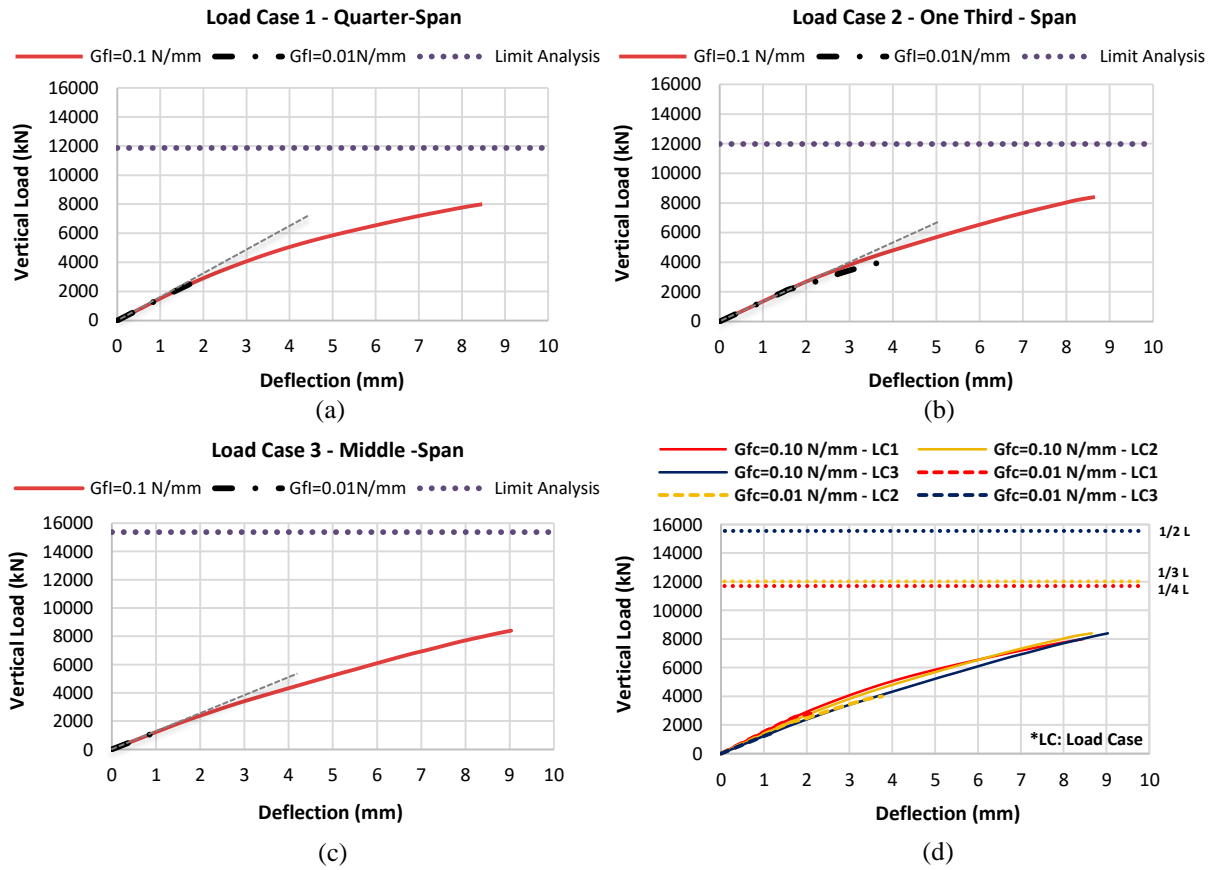 Load Case 1 - Quarter-Span
GfI=0.1 N/mm GfI=0.01N/mm Limit Analysis
16000
14000
12000
10000
8000
6000
4000
2000
0
Vertical Load (kN)
0 1 2 3 4 5 6 7 8 9 10
Deflection (mm)
(a)
Load Case 2 - One Third - Span
GfI=0.1 N/mm GfI=0.01N/mm Limit Analysis
16000
14000
12000
10000
8000
6000
4000
2000
0
Vertical Load (kN)
0 1 2 3 4 5 6 7 8 9 10
Deflection (mm)
(b)
Load Case 3 - Middle -Span
GfI=0.1 N/mm GfI=0.01N/mm Limit Analysis
16000
14000
12000
10000
8000
6000
4000
2000
0
Vertical Load (kN)
0 1 2 3 4 5 6 7 8 9 10
Deflection (mm)
(c)
Gfc=0.10 N/mm - LC1 Gfc=0.10 N/mm - LC2
Gfc=0.10 N/mm - LC3 Gfc=0.01 N/mm - LC1
Gfc=0.01 N/mm - LC2 Gfc=0.01 N/mm - LC3
16000
14000
12000
10000
8000
6000
4000
2000
0
Vertical Load (kN)
1/2 L
1/3 L
1/4 L
*LC: Load Case
0 1 2 3 4 5 6 7 8 9 10
Deflection (mm)
(d)